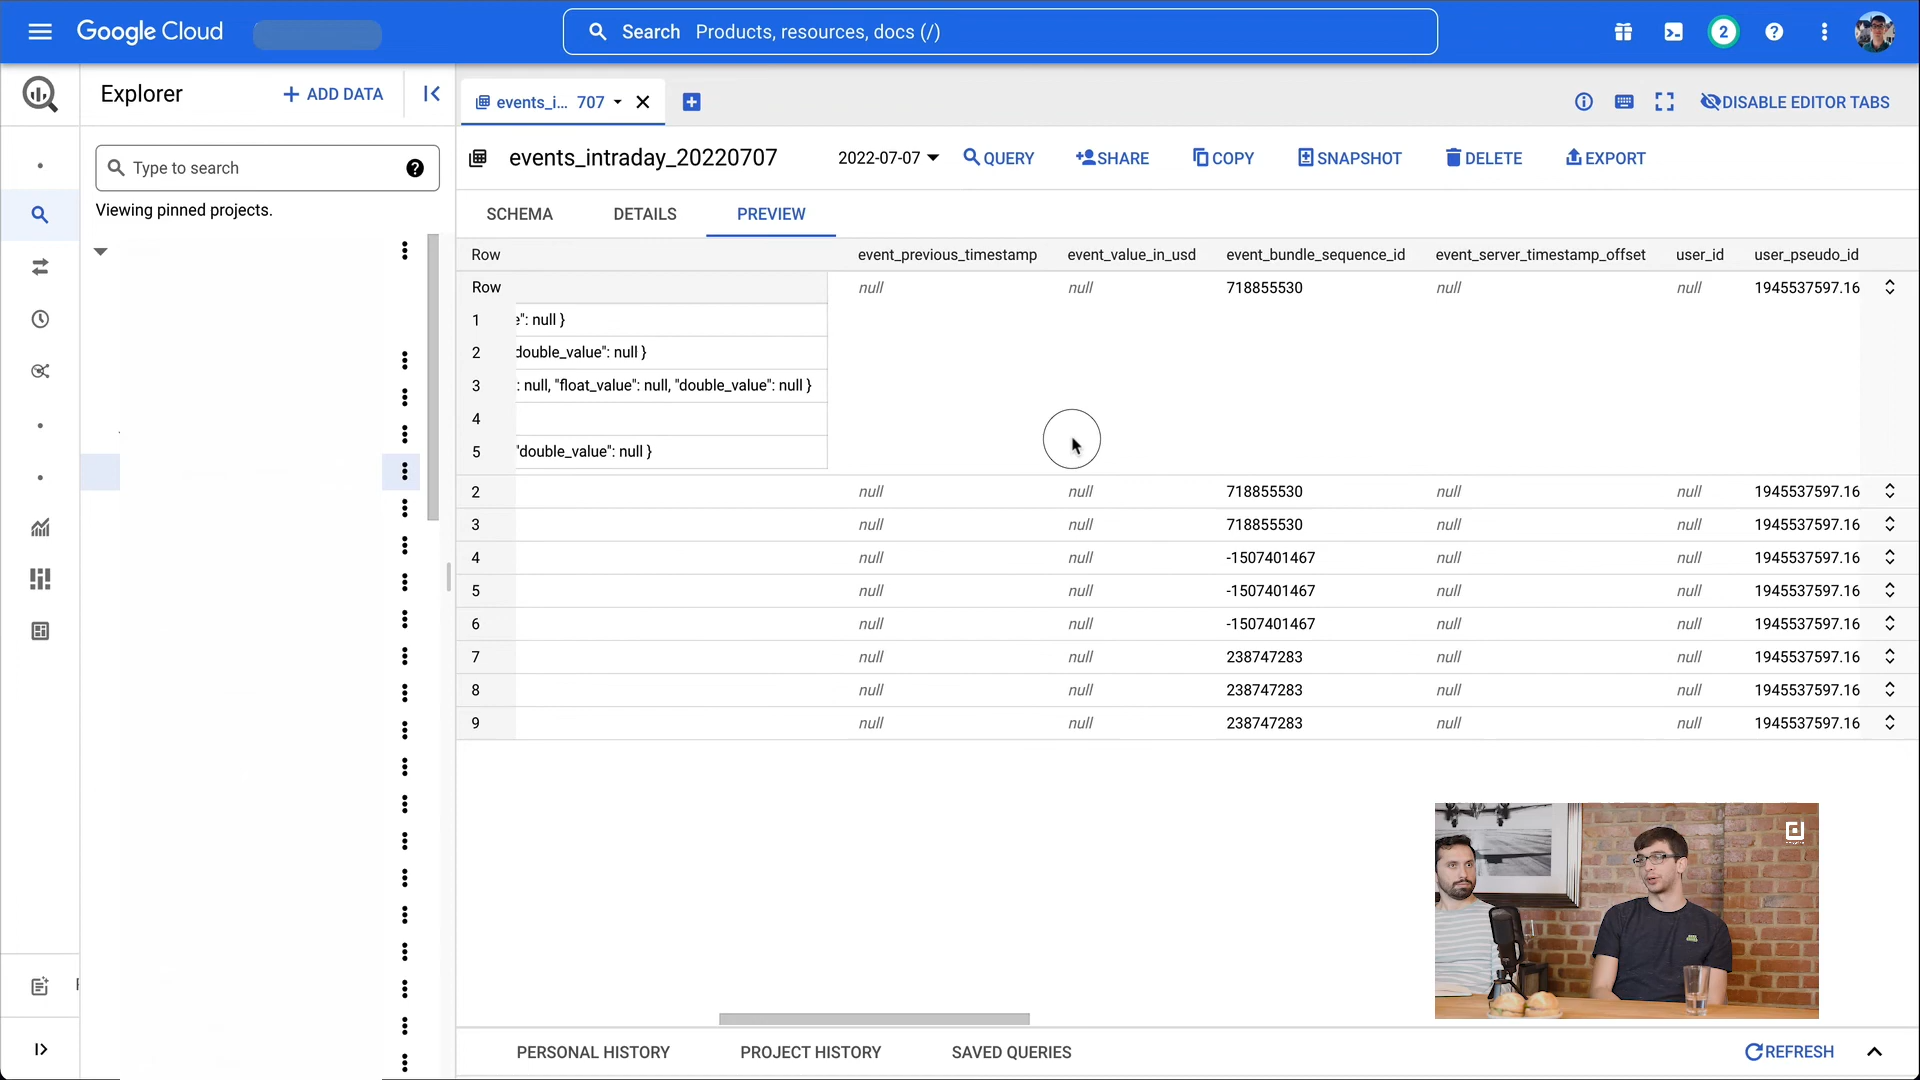 Google Cloud
Search Products, resources, docs (/)
2
Explorer
ADD DATA
events_i... 707
DISABLE EDITOR TABS
Type to search
Viewing pinned projects.
events_intraday_20220707
2022-07-07
QUERY
SHARE
COPY
SNAPSHOT
DELETE
EXPORT
SCHEMA DETAILS PREVIEW
Row event_previous_timestamp event_value_in_usd event_bundle_sequence_id event_server_timestamp_offset user_id user_pseudo_id
Row null null 718855530 null null 1945537597.16
1 e": null }
2 double_value": null }
3 : null, "float_value": null, "double_value": null }
4
5 "double_value": null }
2 null null 718855530 null null 1945537597.16
3 null null 718855530 null null 1945537597.16
4 null null -1507401467 null null 1945537597.16
5 null null -1507401467 null null 1945537597.16
6 null null -1507401467 null null 1945537597.16
7 null null 238747283 null null 1945537597.16
8 null null 238747283 null null 1945537597.16
9 null null 238747283 null null 1945537597.16
PERSONAL HISTORY PROJECT HISTORY SAVED QUERIES
REFRESH